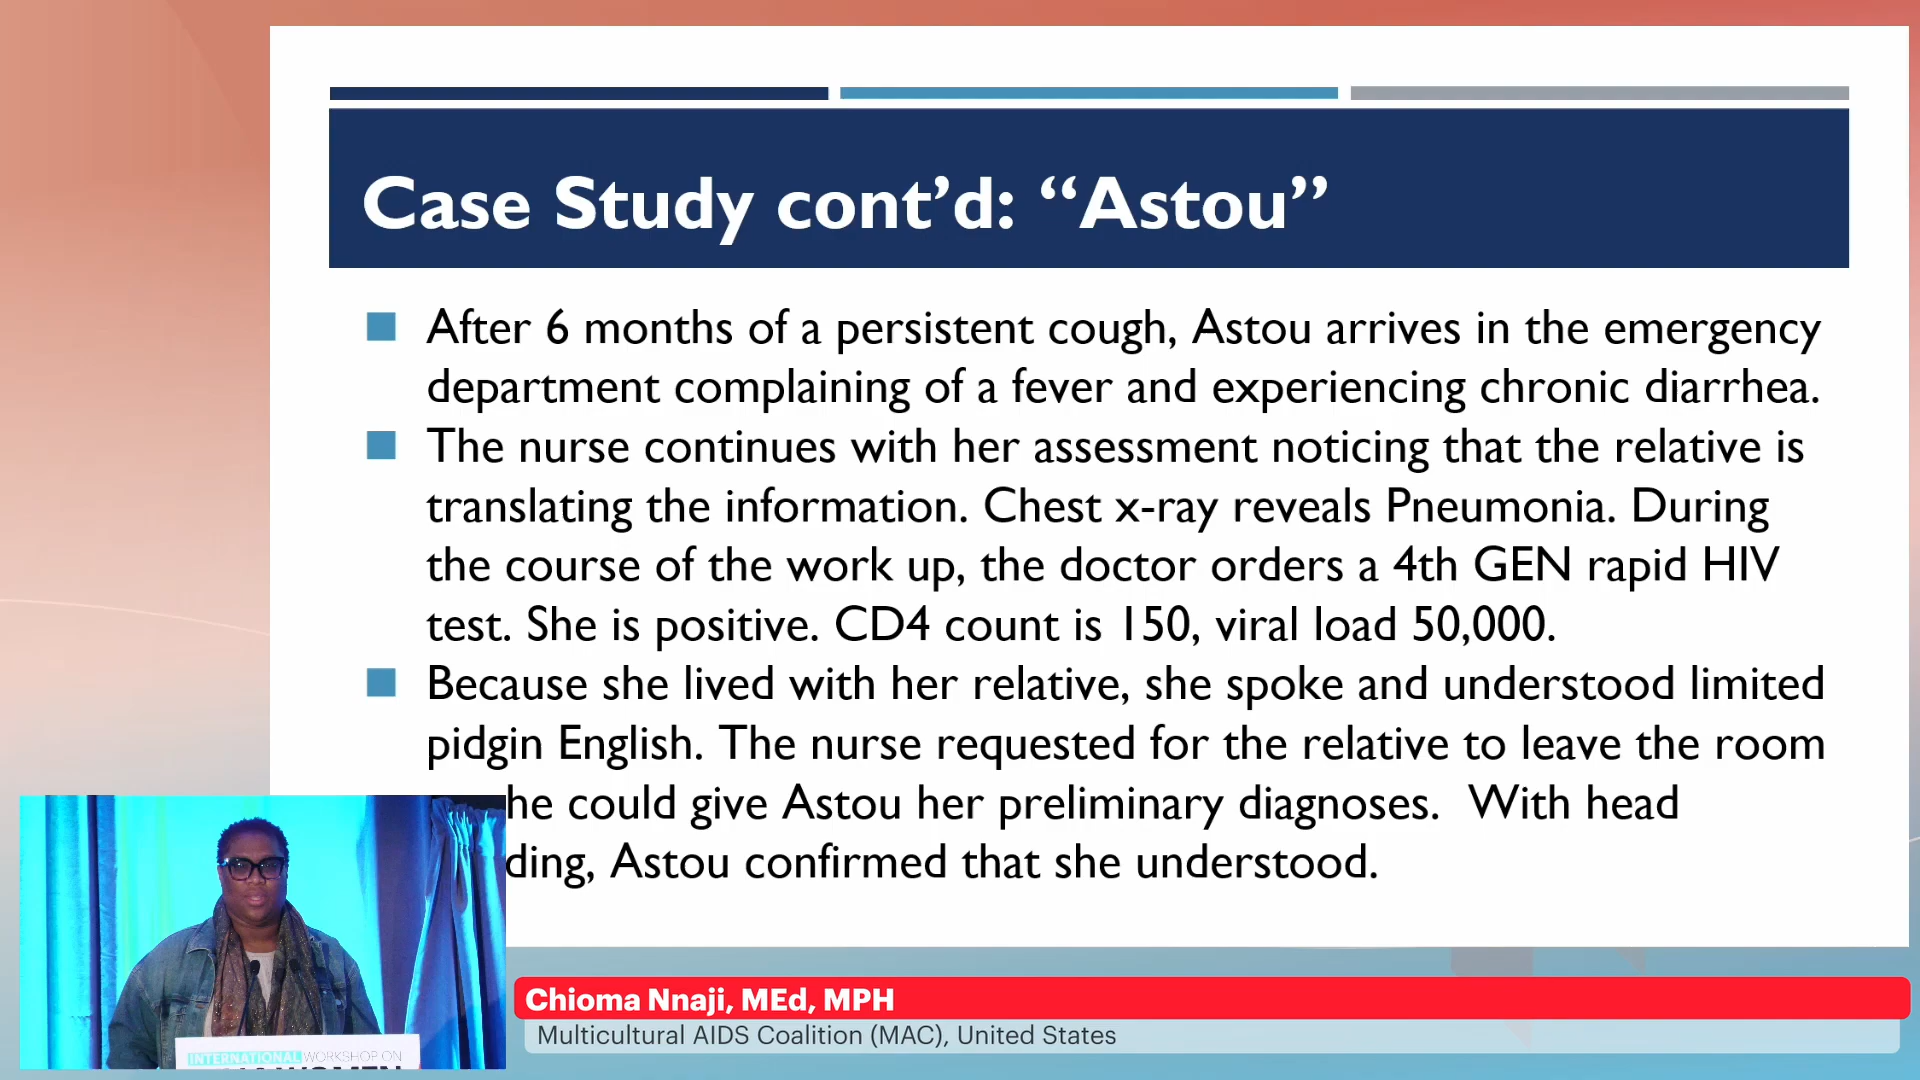 Case Study cont’d: “Astou”
After 6 months of a persistent cough, Astou arrives in the emergency
department complaining of a fever and experiencing chronic diarrhea.
The nurse continues with her assessment noticing that the relative is
translating the information. Chest x-ray reveals Pneumonia. During
the course of the work up, the doctor orders a 4th GEN rapid HIV
test. She is positive. CD4 count is 150, viral load 50,000.
Because she lived with her relative, she spoke and understood limited
pidgin English. The nurse requested for the relative to leave the room
he could give Astou her preliminary diagnoses.  With head
ding, Astou confirmed that she understood.
Chioma Nnaji, MEd, MPH
Multicultural AIDS Coalition (MAC), United States
INTERNATIONAL WORKSHOP ON
WOMEN